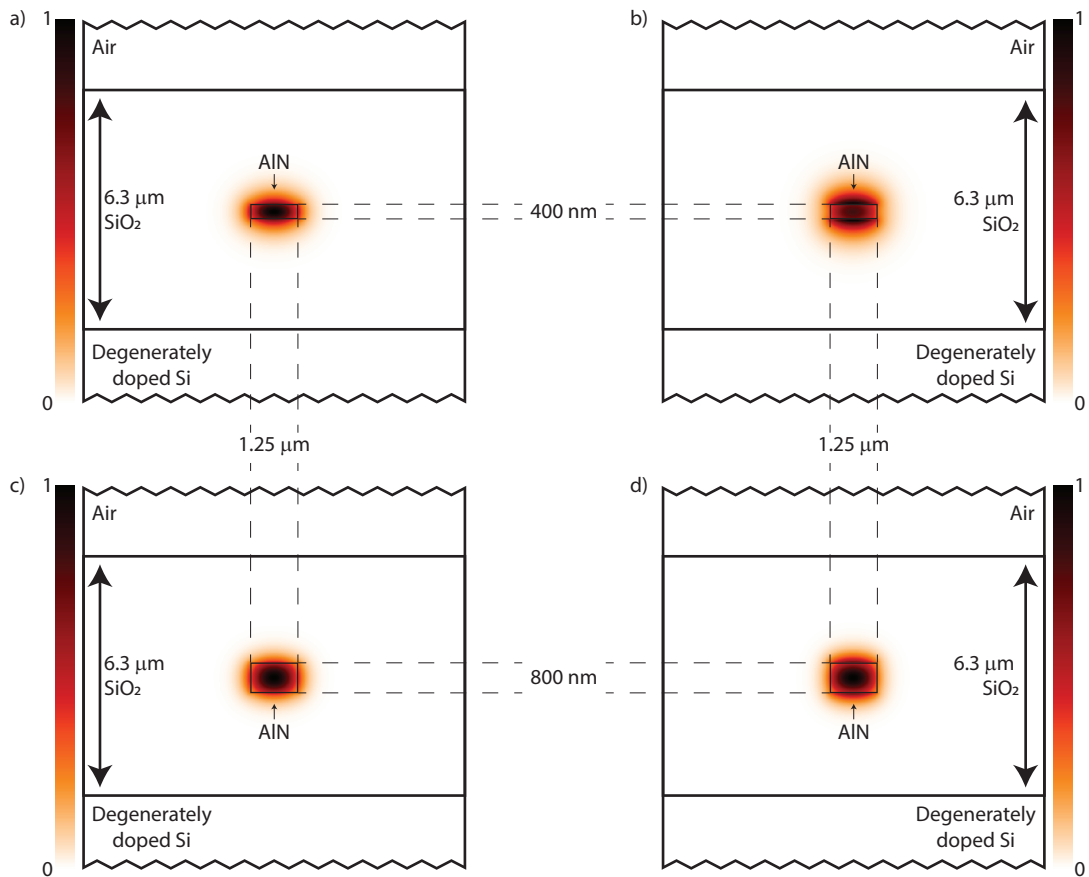 a)
1
Air
AlN
6.3 μm
SiO₂
Degenerately
doped Si
0
b)
1
Air
AlN
6.3 μm
SiO₂
Degenerately
doped Si
0
400 nm
1.25 μm
1.25 μm
c)
1
Air
6.3 μm
SiO₂
AlN
Degenerately
doped Si
0
d)
1
Air
6.3 μm
SiO₂
AlN
Degenerately
doped Si
0
800 nm